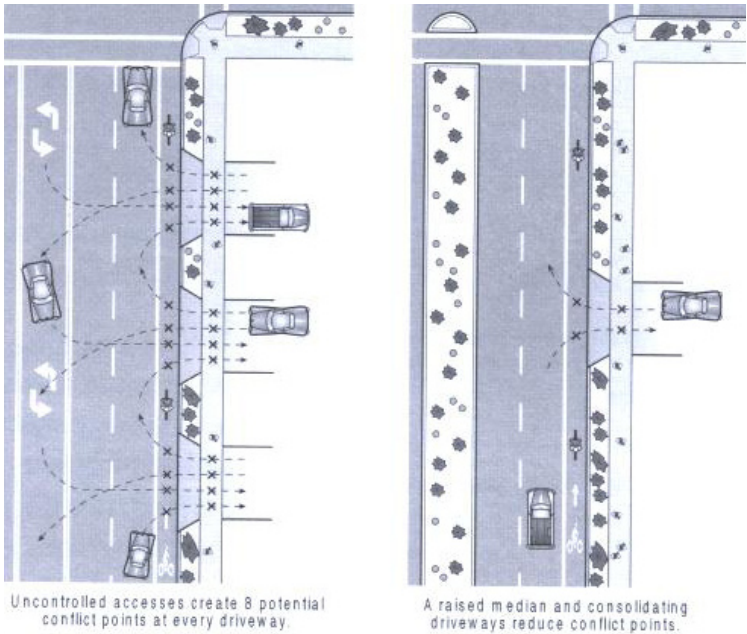 Uncontrolled accesses create 8 potential
conflict points at every driveway.
A raised median and consolidating
driveways reduce conflict points.